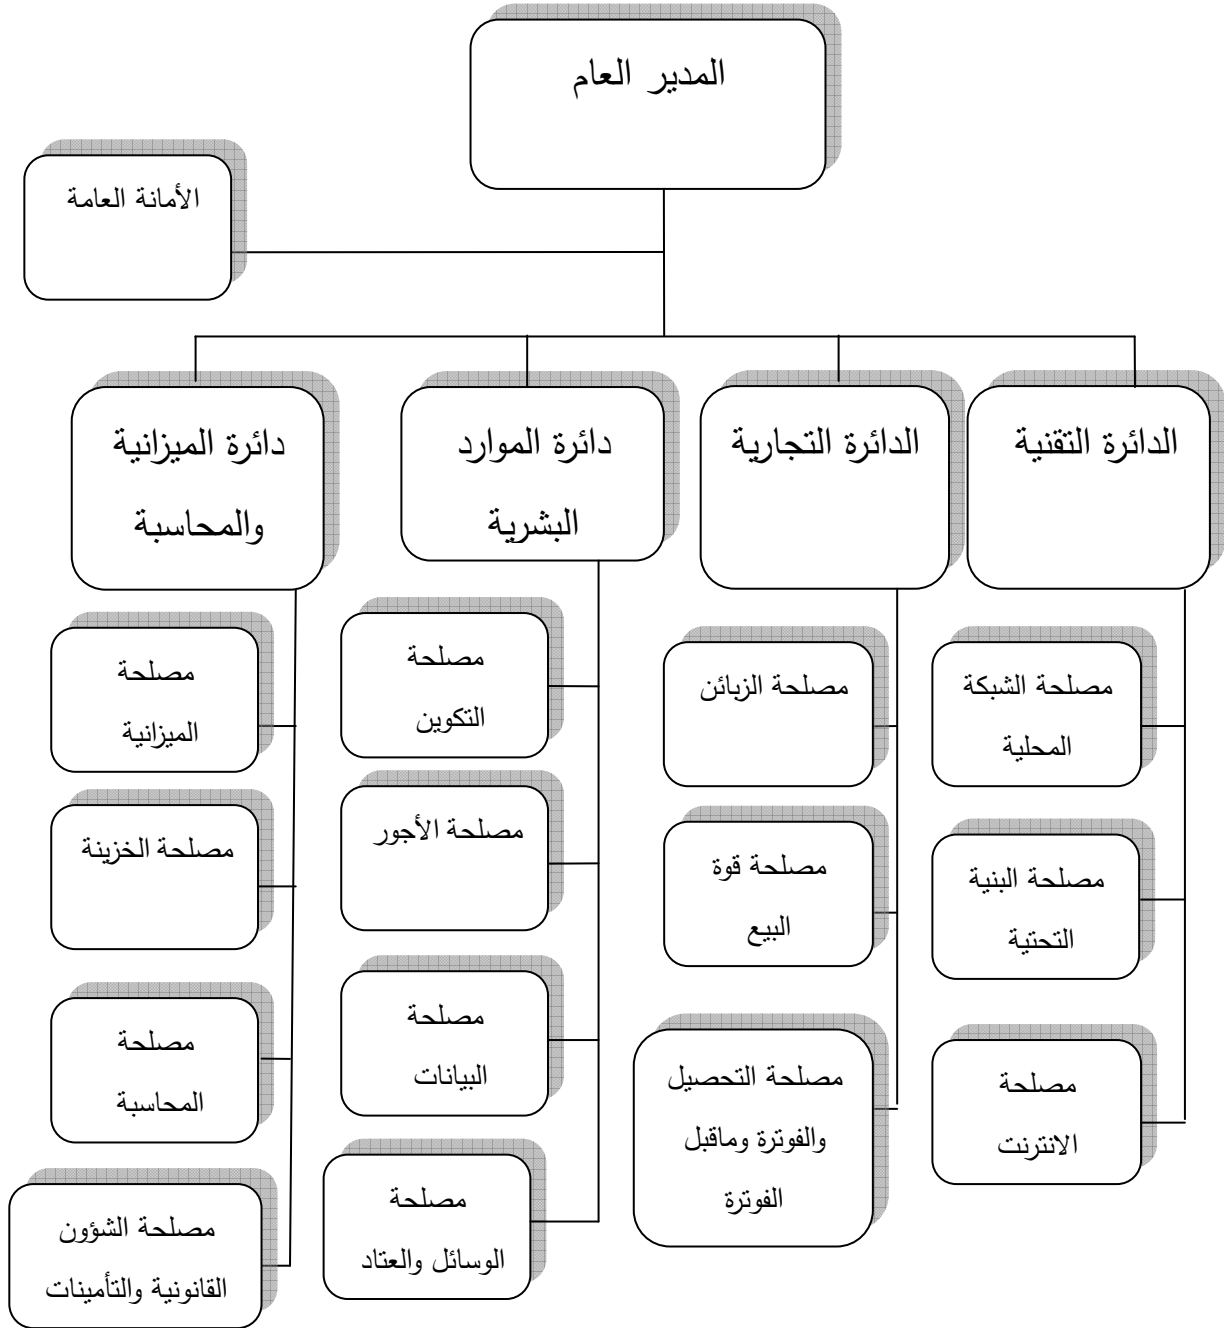 المدير العام
الأمانة العامة
الدائرة التقنية
الدائرة التجارية
دائرة الموارد
البشرية
دائرة الميزانية
والمحاسبة
مصلحة الشبكة
المحلية
مصلحة البنية
التحتية
مصلحة
الانترنت
مصلحة الزبائن
مصلحة قوة
البيع
مصلحة التحصيل
والفوترة وماقبل
الفوترة
مصلحة
التكوين
مصلحة الأجور
مصلحة
البيانات
مصلحة
الوسائل والعتاد
مصلحة
الميزانية
مصلحة الخزينة
مصلحة
المحاسبة
مصلحة الشؤون
القانونية والتأمينات